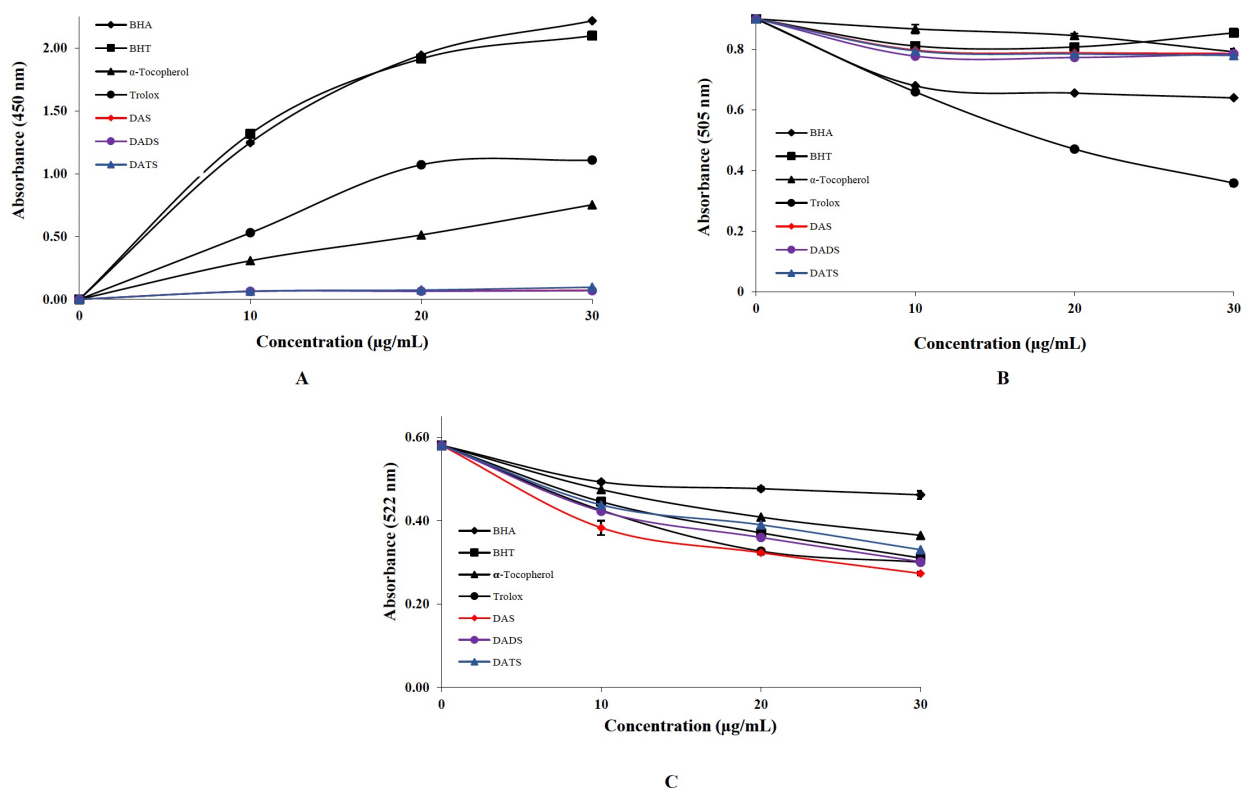 BHA
BHT
α-Tocopherol
Trolox
DAS
DADS
DATS
Absorbance (450 nm)
2.00
1.50
1.00
0.50
0.00
0
10
20
30
Concentration (µg/mL)
A
Absorbance (505 nm)
0.8
0.6
0.4
0.2
0
BHA
BHT
α-Tocopherol
Trolox
DAS
DADS
DATS
0
10
20
30
Concentration (µg/mL)
B
Absorbance (522 nm)
0.60
0.40
0.20
0.00
BHA
BHT
α-Tocopherol
Trolox
DAS
DADS
DATS
0
10
20
30
Concentration (µg/mL)
C